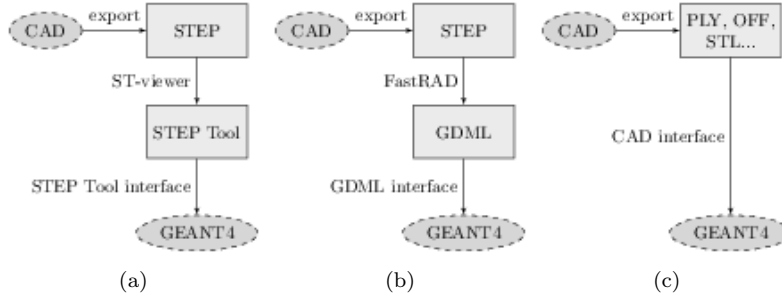 CAD
export
STEP
ST-viewer
STEP Tool
STEP Tool interface
GEANT4
(a)
CAD
export
STEP
FastRAD
GDML
GDML interface
GEANT4
(b)
CAD
export
PLY, OFF,
STL...
CAD interface
GEANT4
(c)